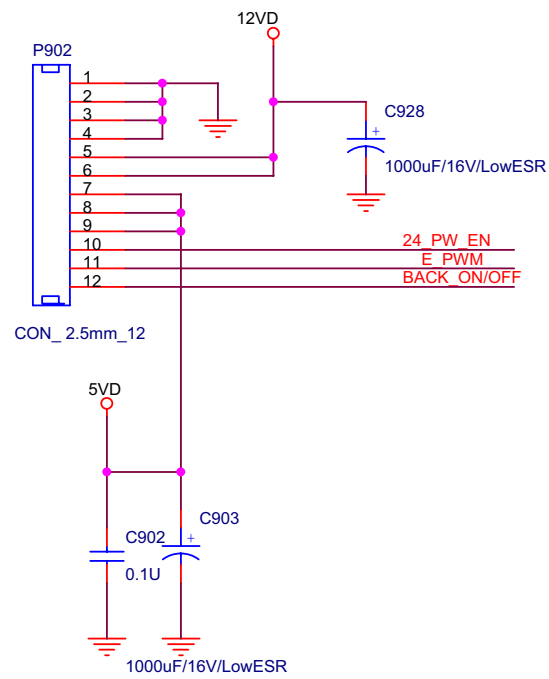 12VD
P902
1
2
3
4
5
6
7
8
9
10
11
12
C928
+
1000uF/16V/LowESR
24_PW_EN
E_PWM
BACK_ON/OFF
CON_ 2.5mm_12
5VD
C903
C902
+
0.1U
1000uF/16V/LowESR